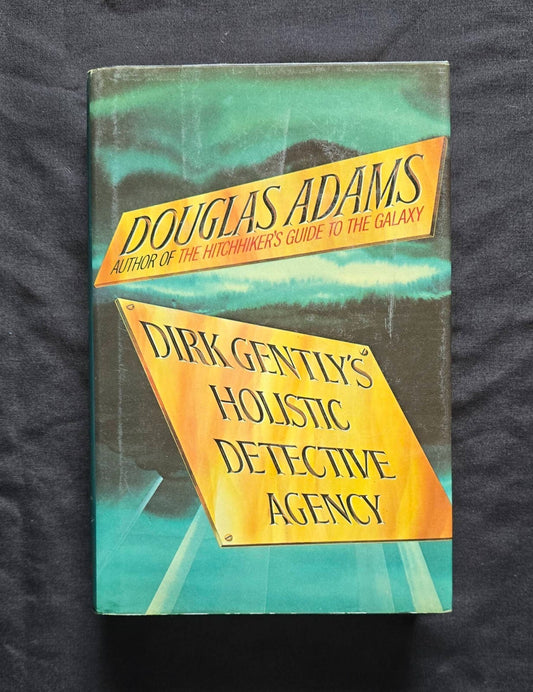 DOUGLAS ADAMS
AUTHOR OF THE HITCHHIKER'S GUIDE TO THE GALAXY
DIRK GENTLY'S
HOLISTIC
DETECTIVE
AGENCY